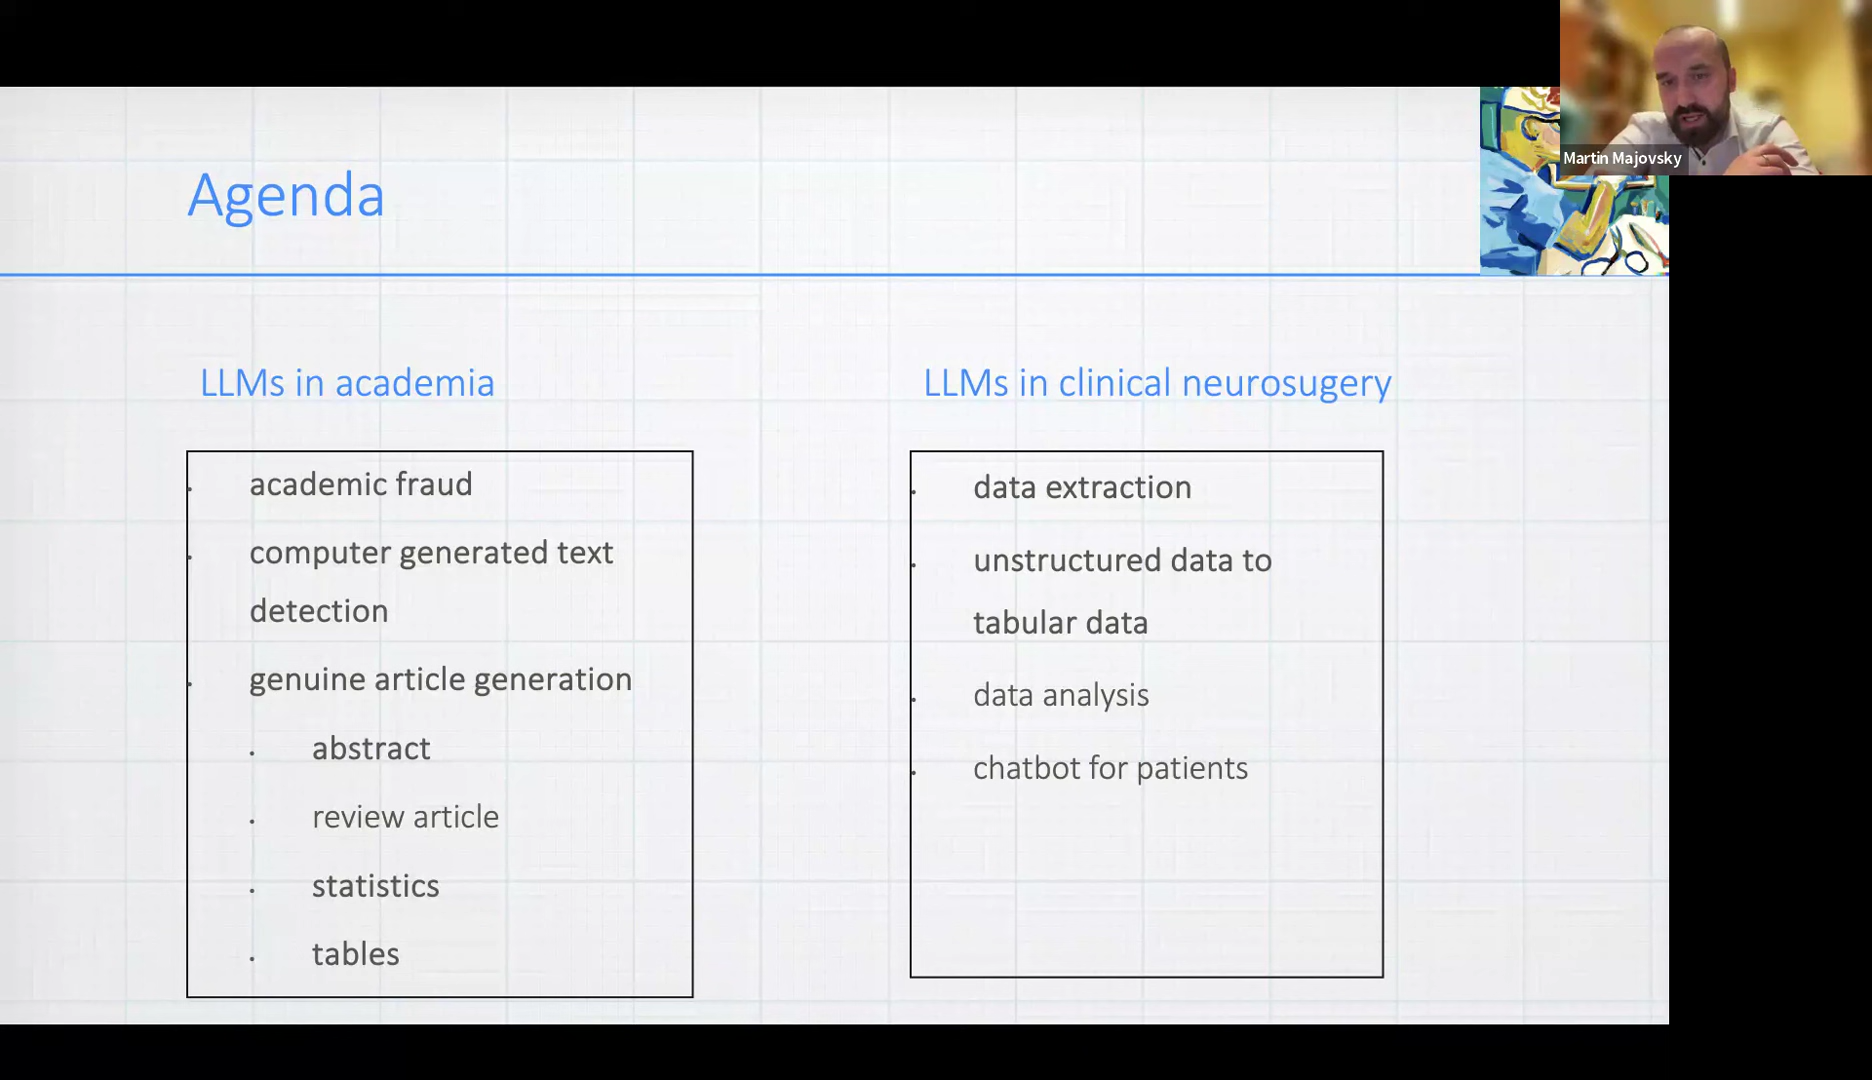 Martin Majovsky
Agenda
LLMs in academia
academic fraud
computer generated text
detection
genuine article generation
abstract
review article
statistics
tables
LLMs in clinical neurosugery
data extraction
unstructured data to
tabular data
data analysis
chatbot for patients